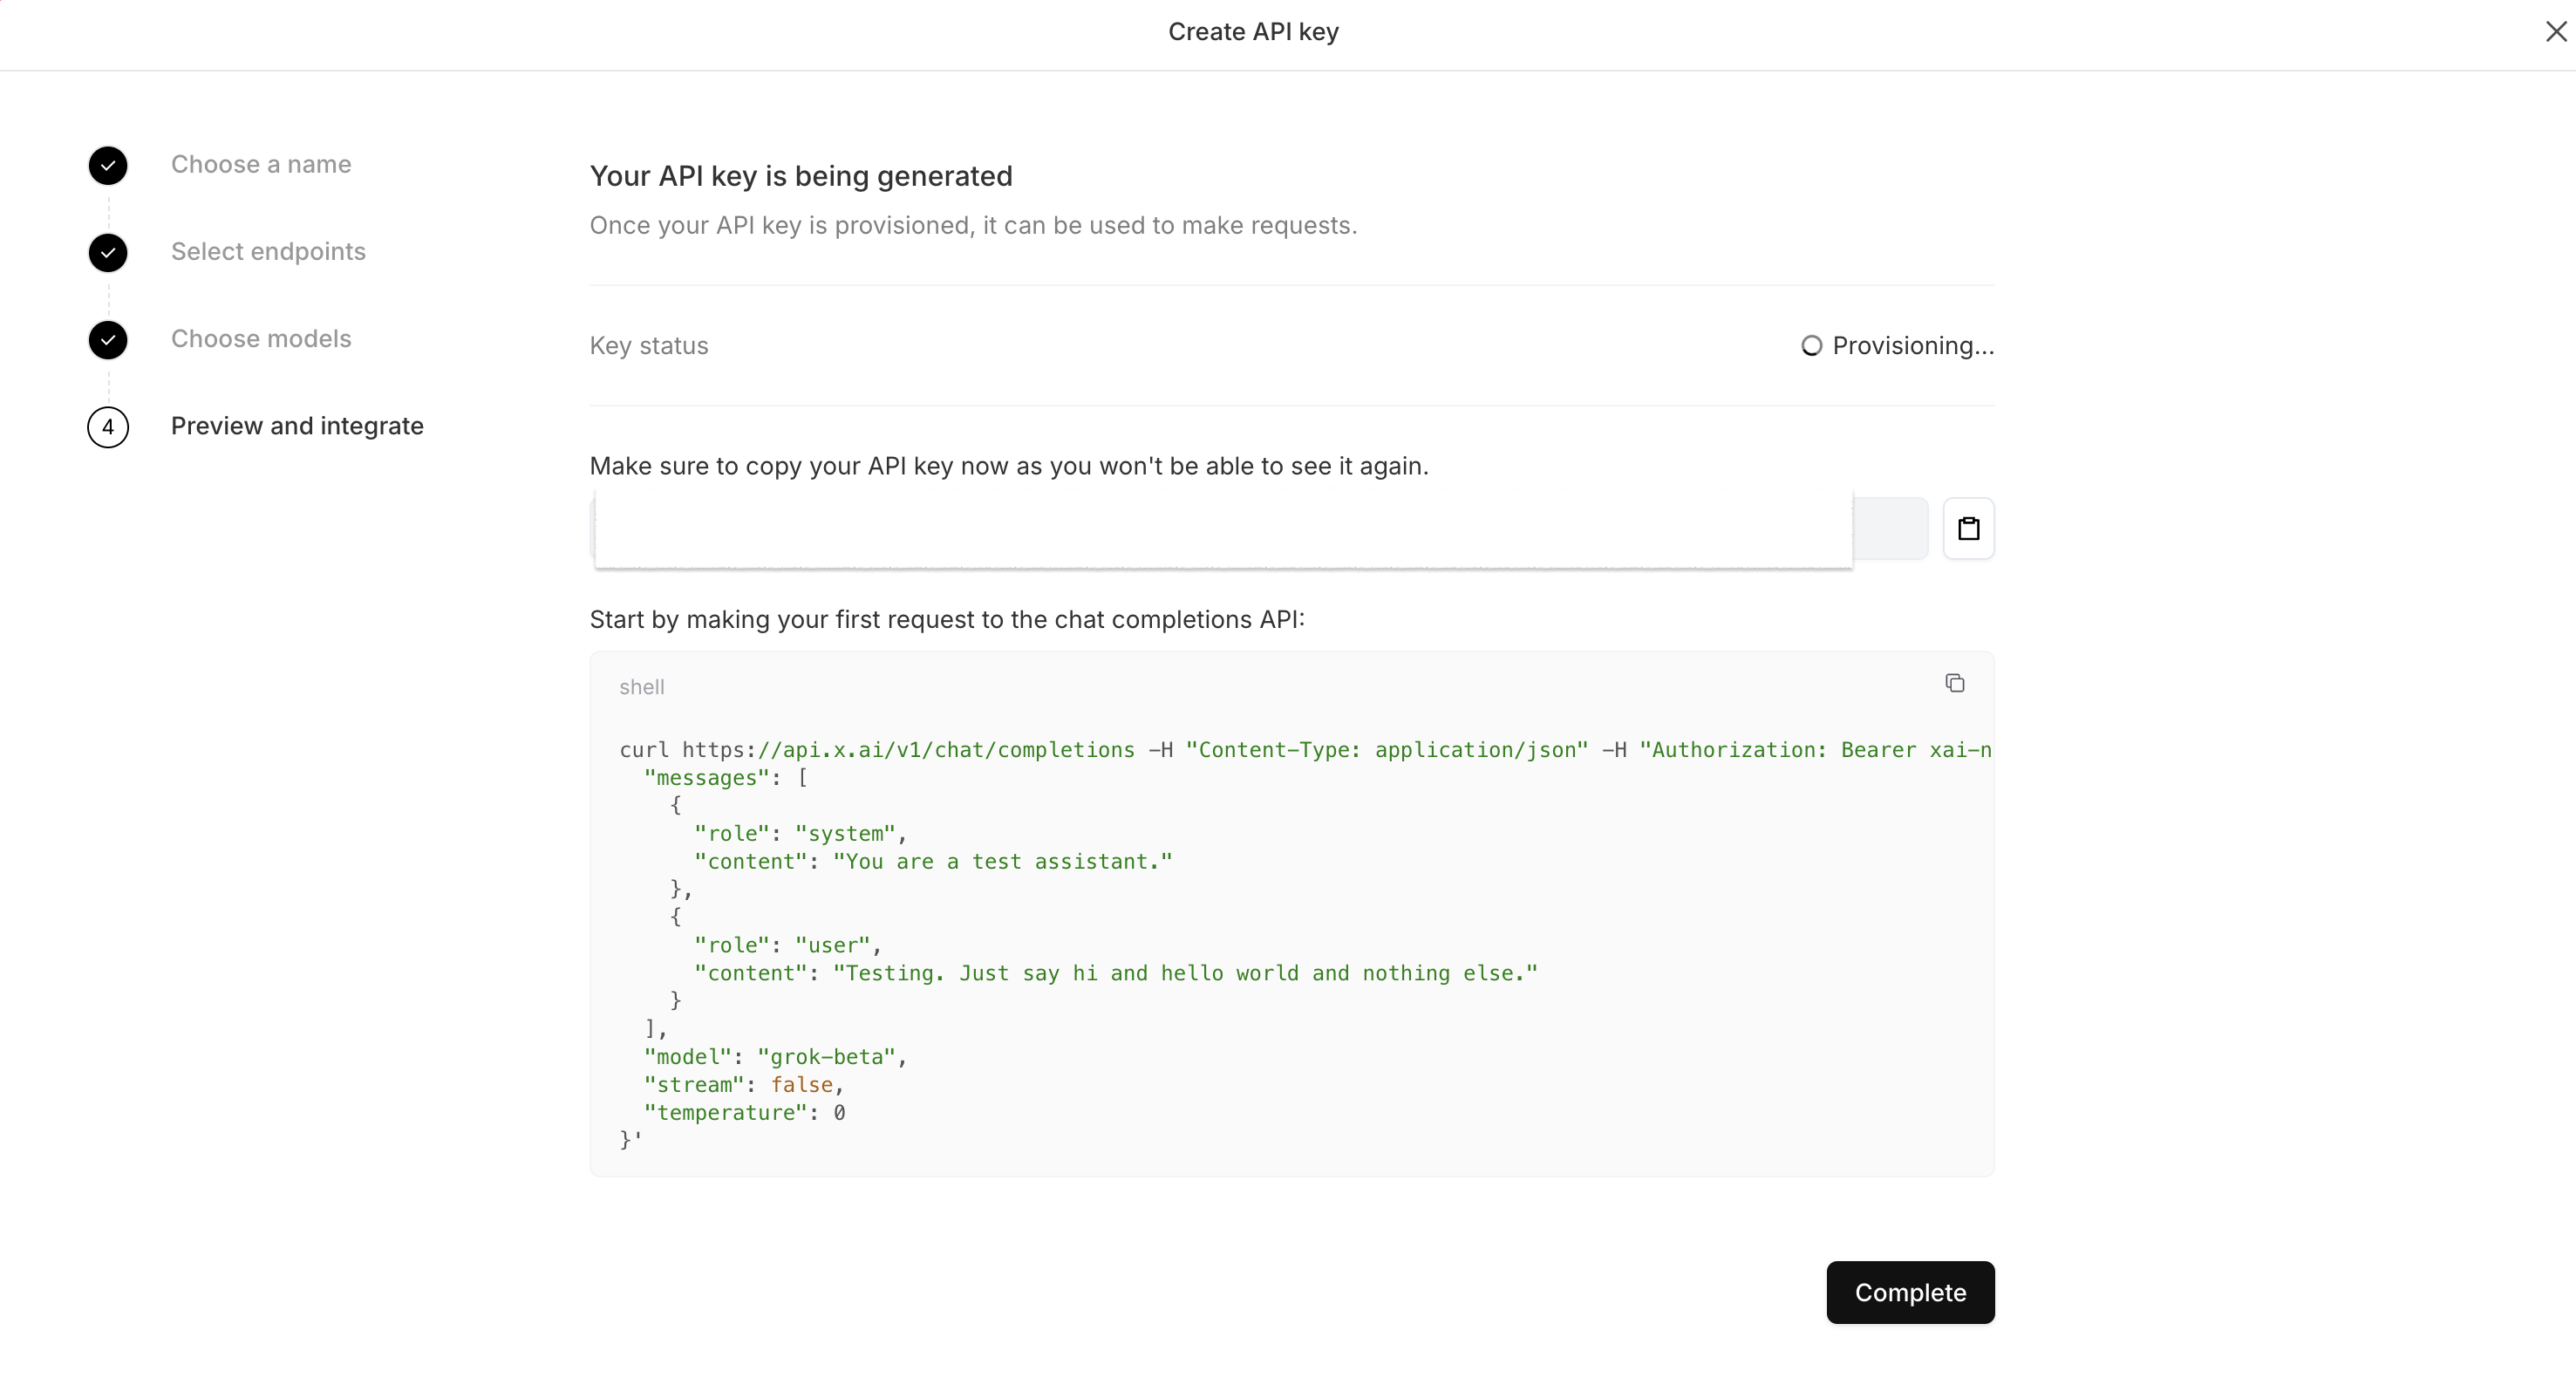 Create API key
Choose a name
Select endpoints
Choose models
4
Preview and integrate
Your API key is being generated
Once your API key is provisioned, it can be used to make requests.
Key status
Provisioning...
Make sure to copy your API key now as you won't be able to see it again.
Start by making your first request to the chat completions API:
shell
curl https://api.x.ai/v1/chat/completions -H "Content-Type: application/json" -H "Authorization: Bearer xai-n
  "messages": [
    {
      "role": "system",
      "content": "You are a test assistant."
    },
    {
      "role": "user",
      "content": "Testing. Just say hi and hello world and nothing else."
    }
  ],
  "model": "grok-beta",
  "stream": false,
  "temperature": 0
}'
Complete